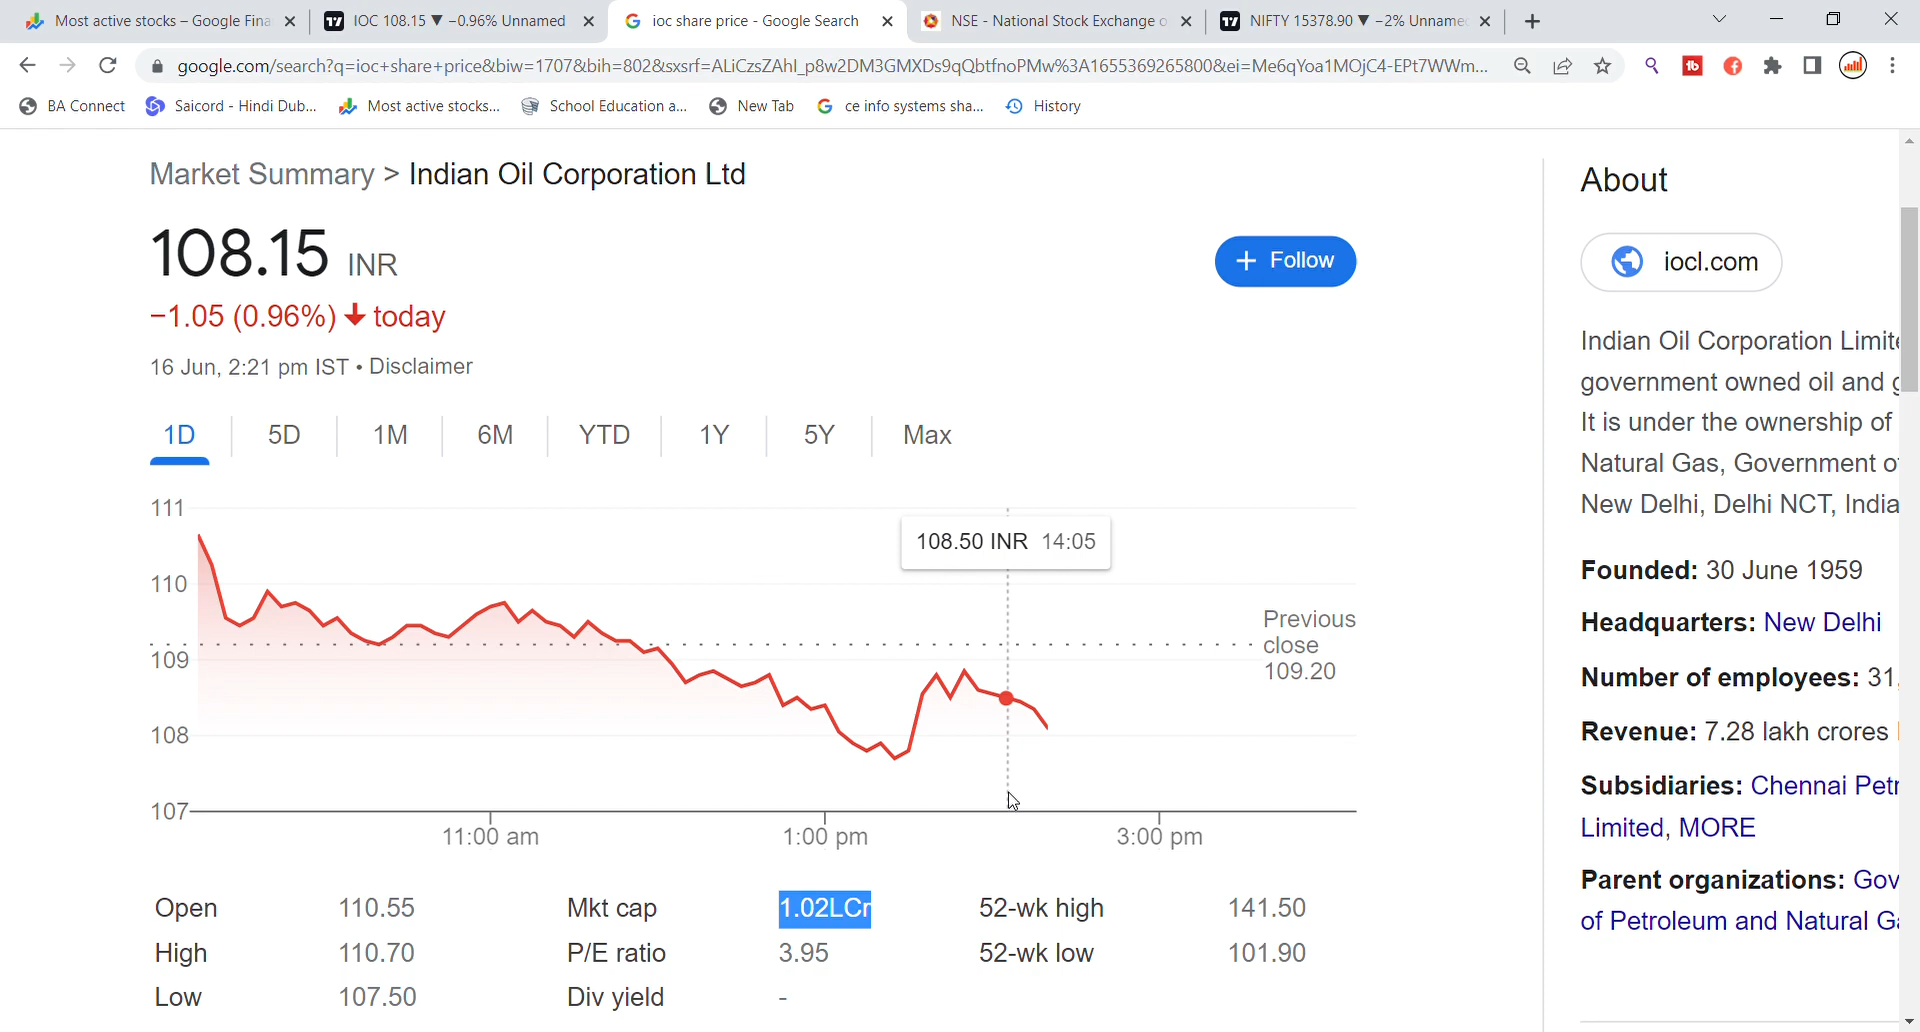 Most active stocks – Google Fina
IOC 108.15 ▼ −0.96% Unnamed
ioc share price - Google Search
NSE - National Stock Exchange o
NIFTY 15378.90 ▼ −2% Unname
google.com/search?q=ioc+share+price&biw=1707&bih=802&sxsrf=ALiCzsZAhI_p8w2DM3GMXDs9qQbtfnoPMw%3A1655369265800&ei=Me6qYoa1MOjC4-EPt7WWm...
BA Connect
Saicord - Hindi Dub...
Most active stocks...
School Education a...
New Tab
ce info systems sha...
History
Market Summary > Indian Oil Corporation Ltd
108.15 INR
−1.05 (0.96%) ↓ today
16 Jun, 2:21 pm IST • Disclaimer
+ Follow
1D 5D 1M 6M YTD 1Y 5Y Max
111
110
109
108
107
108.50 INR 14:05
Previous
close
109.20
11:00 am 1:00 pm 3:00 pm
Open 110.55 Mkt cap 1.02LCr 52-wk high 141.50
High 110.70 P/E ratio 3.95 52-wk low 101.90
Low 107.50 Div yield -
About
iocl.com
Indian Oil Corporation Limite
government owned oil and g
It is under the ownership of
Natural Gas, Government o
New Delhi, Delhi NCT, India
Founded: 30 June 1959
Headquarters: New Delhi
Number of employees: 31,
Revenue: 7.28 lakh crores
Subsidiaries: Chennai Petr
Limited, MORE
Parent organizations: Gov
of Petroleum and Natural Ga